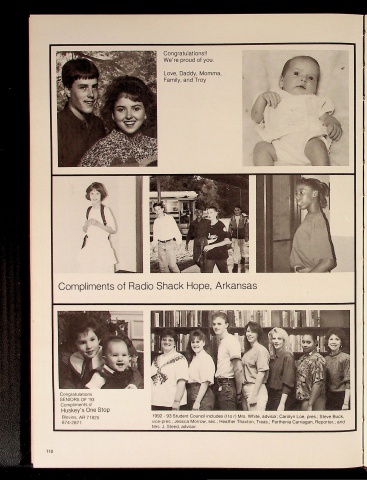 Congratulations!!
We're proud of you.
Love, Daddy, Momma,
Family, and Troy
Compliments of Radio Shack Hope, Arkansas
Congratulations
SENIORS OF '93
Compliments of
Huskey's One Stop
Blevins, AR 71825
874-2871
1992 - 93 Student Council includes (l to r) Mrs. White, advisor; Carolyn Loe, pres.; Steve Buck,
vice-pres.; Jessica Morrow, sec.; Heather Thaxton, Treas.; Parthenia Carnagan, Reporter; and
Mrs. J. Steed, advisor.